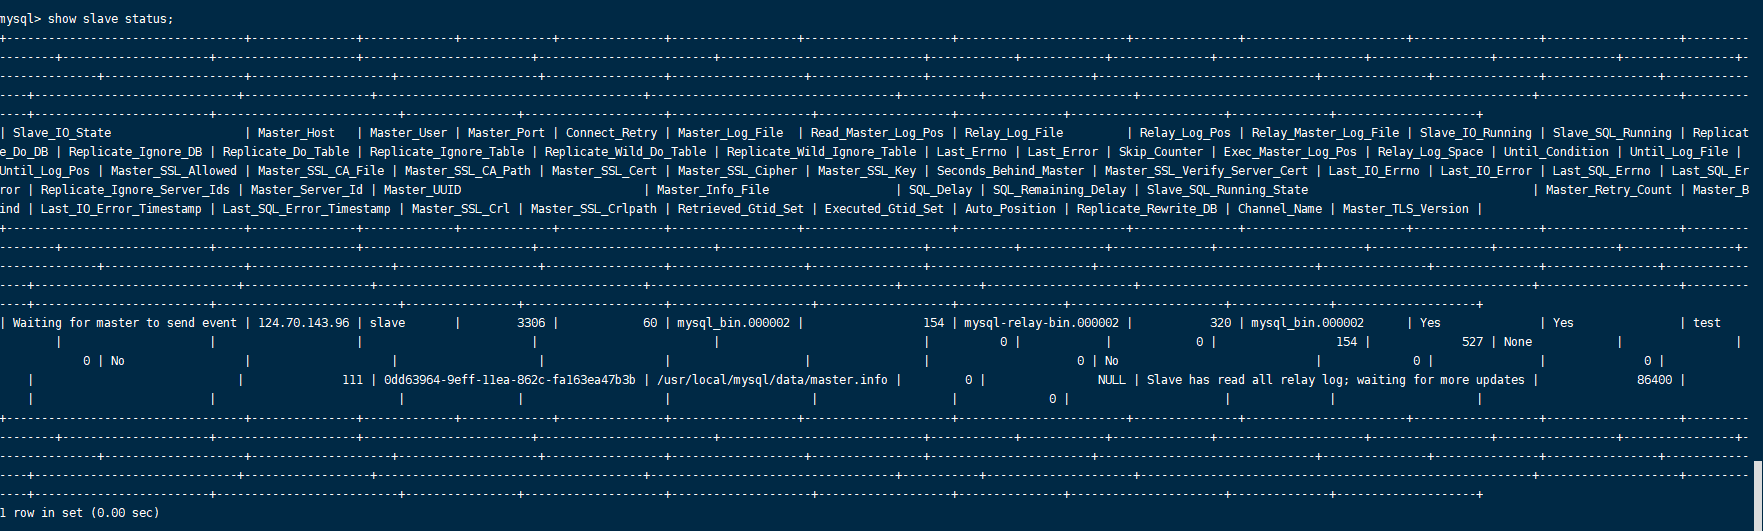 mysql> show slave status;
| Slave_IO_State | Master_Host | Master_User | Master_Port | Connect_Retry | Master_Log_File | Read_Master_Log_Pos | Relay_Log_File | Relay_Log_Pos | Relay_Master_Log_File | Slave_IO_Running | Slave_SQL_Running | Replicat
e_Do_DB | Replicate_Ignore_DB | Replicate_Do_Table | Replicate_Ignore_Table | Replicate_Wild_Do_Table | Replicate_Wild_Ignore_Table | Last_Errno | Last_Error | Skip_Counter | Exec_Master_Log_Pos | Relay_Log_Space | Until_Condition | Until_Log_File |
Until_Log_Pos | Master_SSL_Allowed | Master_SSL_CA_File | Master_SSL_CA_Path | Master_SSL_Cert | Master_SSL_Cipher | Master_SSL_Key | Seconds_Behind_Master | Master_SSL_Verify_Server_Cert | Last_IO_Errno | Last_IO_Error | Last_SQL_Errno | Last_SQL_Er
ror | Replicate_Ignore_Server_Ids | Master_Server_Id | Master_UUID | Master_Info_File | SQL_Delay | SQL_Remaining_Delay | Slave_SQL_Running_State | Master_Retry_Count | Master_B
ind | Last_IO_Error_Timestamp | Last_SQL_Error_Timestamp | Master_SSL_Crl | Master_SSL_Crlpath | Retrieved_Gtid_Set | Executed_Gtid_Set | Auto_Position | Replicate_Rewrite_DB | Channel_Name | Master_TLS_Version |
| Waiting for master to send event | 124.70.143.96 | slave | 3306 | 60 | mysql_bin.000002 | 154 | mysql-relay-bin.000002 | 320 | mysql_bin.000002 | Yes | Yes | test
| | | | | | 0 | | 0 | 154 | 527 | None | |
0 | No | | | | | | 0 | No | 0 | | 0 |
| | 111 | 0dd63964-9eff-11ea-862c-fa163ea47b3b | /usr/local/mysql/data/master.info | 0 | NULL | Slave has read all relay log; waiting for more updates | 86400 |
| | | | | | | 0 | | | |
1 row in set (0.00 sec)